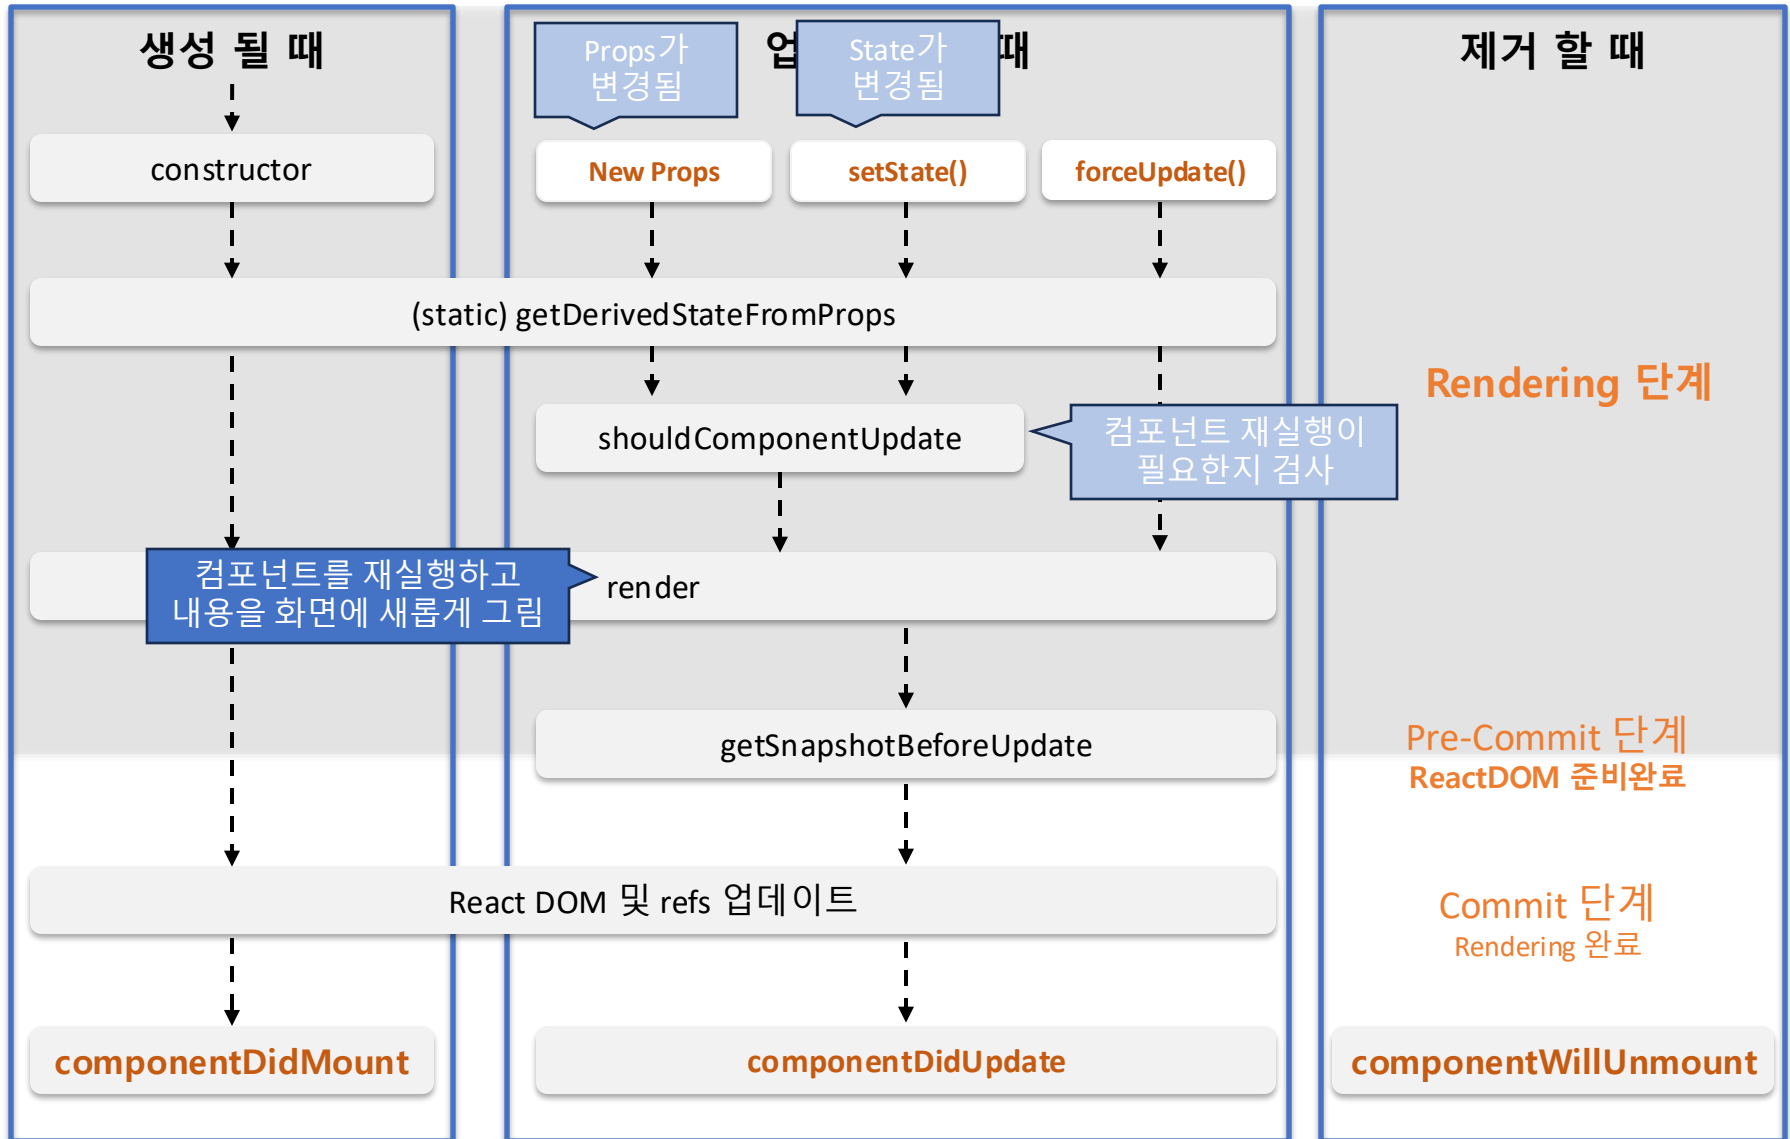 생성 될 때
업
때
제거 할 때
Props가
변경됨
State가
변경됨
constructor
New Props
setState()
forceUpdate()
(static) getDerivedStateFromProps
Rendering 단계
shouldComponentUpdate
컴포넌트 재실행이
필요한지 검사
컴포넌트를 재실행하고
내용을 화면에 새롭게 그림
render
getSnapshotBeforeUpdate
Pre-Commit 단계
ReactDOM 준비완료
React DOM 및 refs 업데이트
Commit 단계
Rendering 완료
componentDidMount
componentDidUpdate
componentWillUnmount